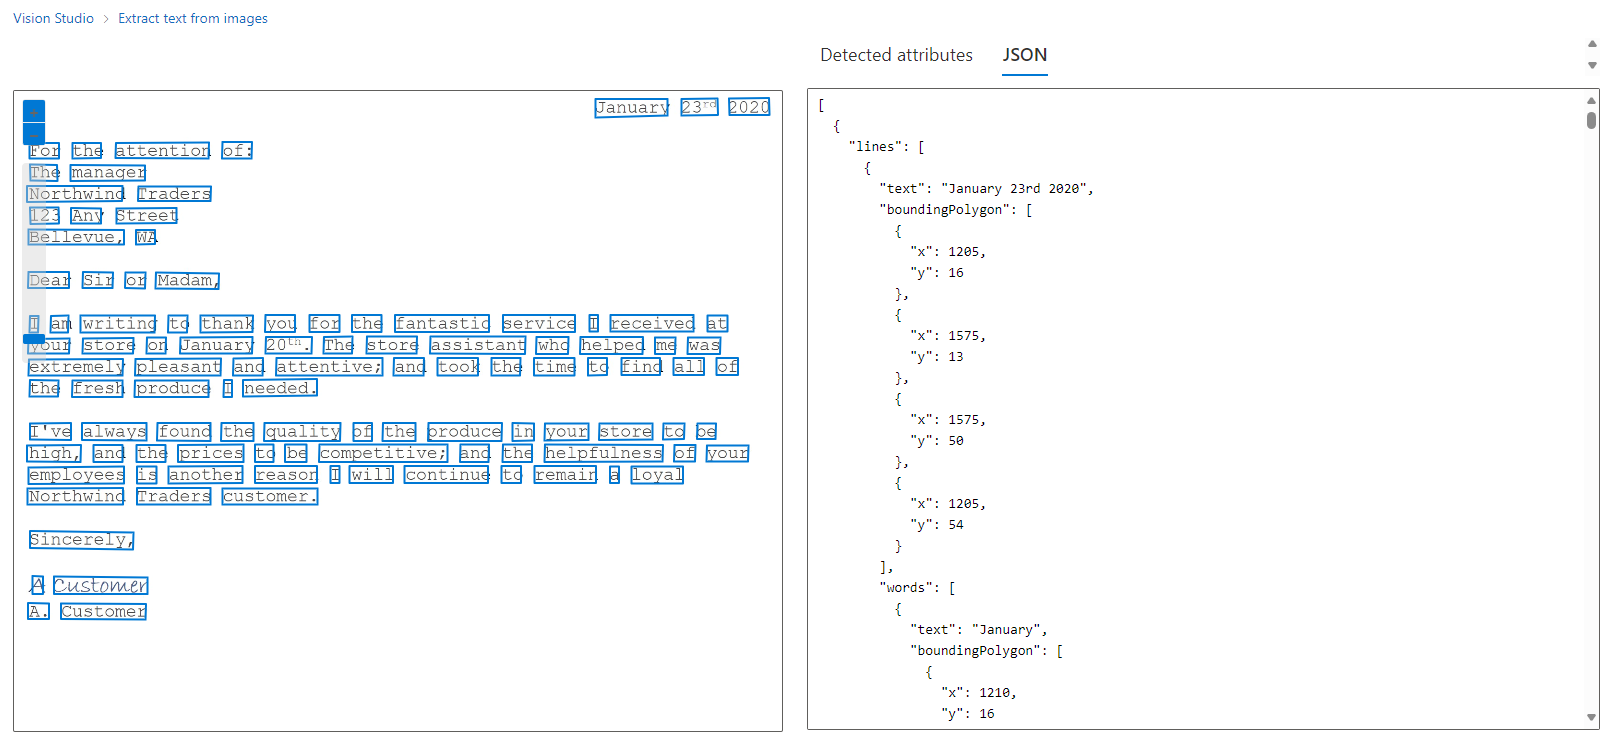 Vision Studio > Extract text from images
January 23rd 2020
For the attention of:
The manager
Northwind Traders
123 Any Street
Bellevue, WA
Dear Sir or Madam,
I am writing to thank you for the fantastic service I received at
your store on January 20th. The store assistant who helped me was
extremely pleasant and attentive; and took the time to find all of
the fresh produce I needed.
I've always found the quality of the produce in your store to be
high, and the prices to be competitive; and the helpfulness of your
employees is another reason I will continue to remain a loyal
Northwind Traders customer.
Sincerely,
A Customer
A. Customer
Detected attributes JSON
[
{
"lines": [
{
"text": "January 23rd 2020",
"boundingPolygon": [
{
"x": 1205,
"y": 16
},
{
"x": 1575,
"y": 13
},
{
"x": 1575,
"y": 50
},
{
"x": 1205,
"y": 54
}
],
"words": [
{
"text": "January",
"boundingPolygon": [
{
"x": 1210,
"y": 16